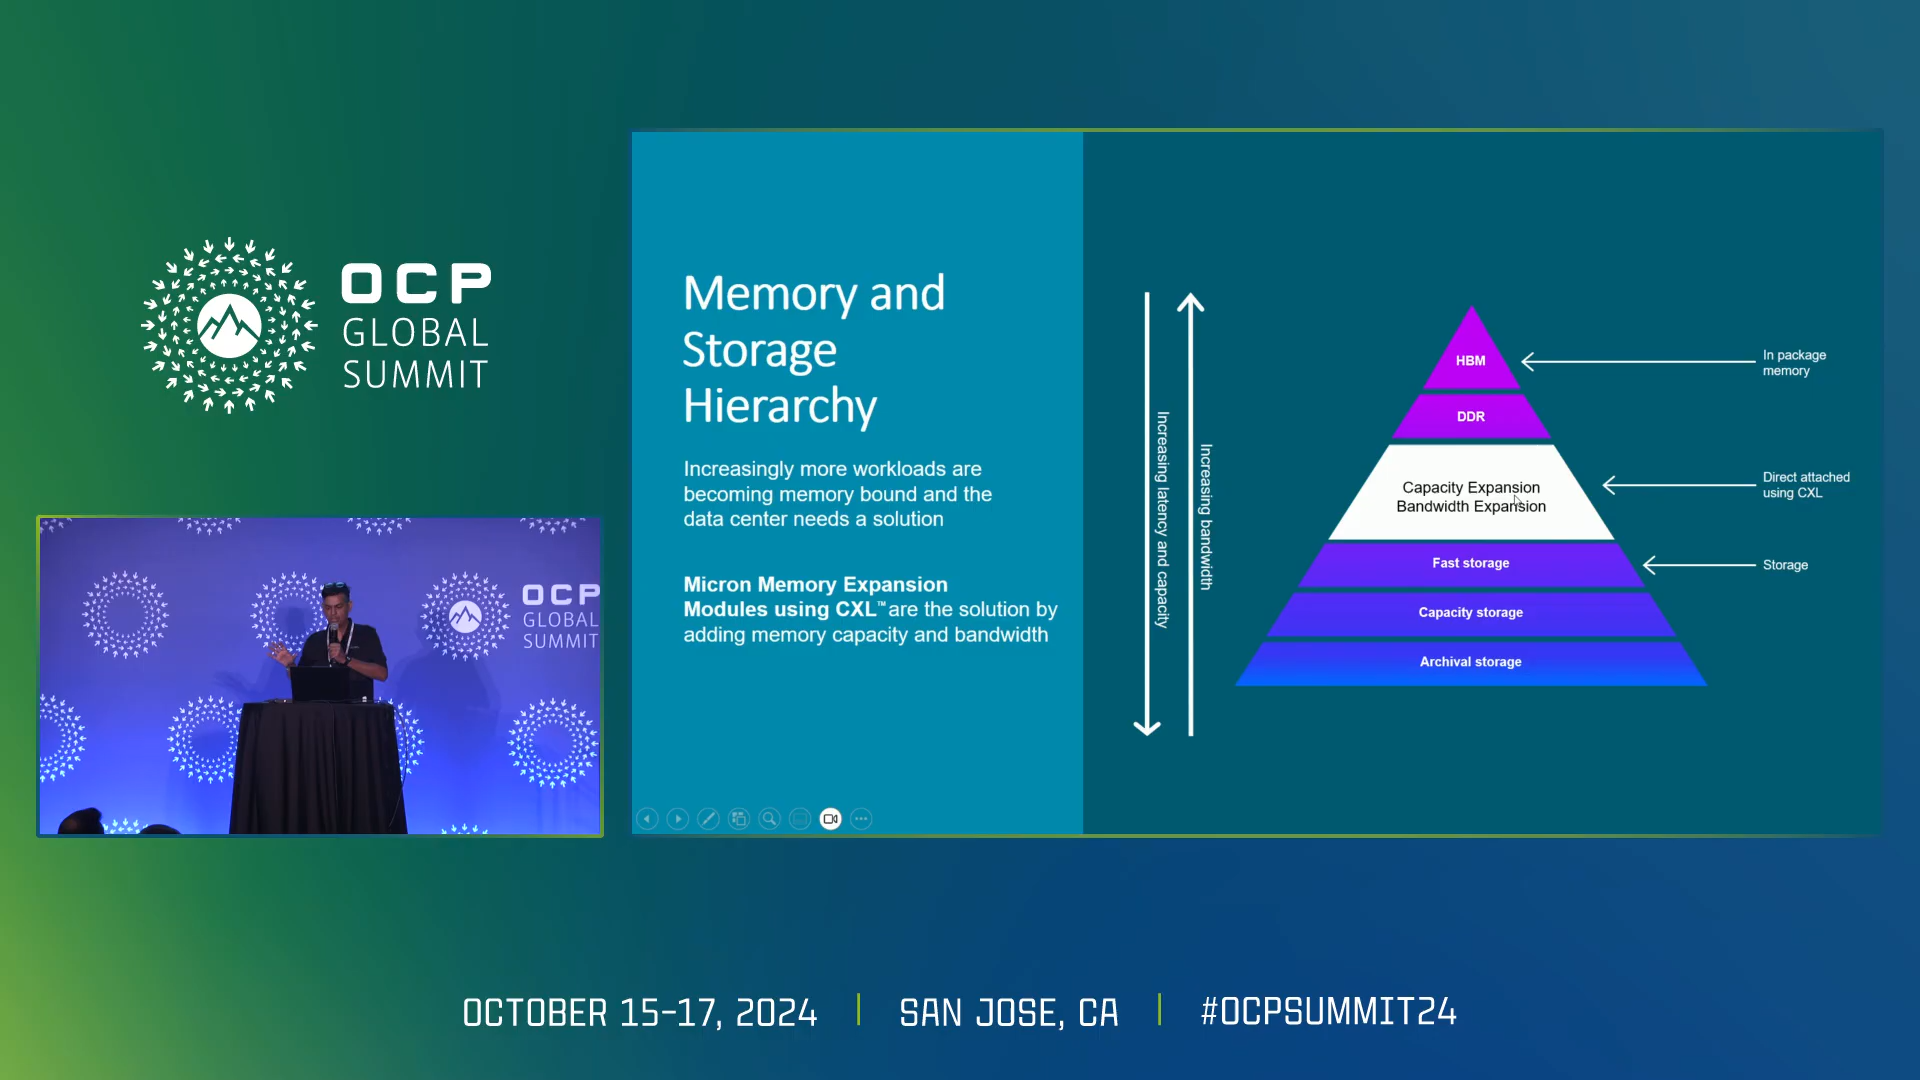 OCP
GLOBAL
SUMMIT
OCP
GLOBAL
SUMMIT
Memory and
Storage
Hierarchy
Increasingly more workloads are
becoming memory bound and the
data center needs a solution
Micron Memory Expansion
Modules using CXL™ are the solution by
adding memory capacity and bandwidth
Increasing latency and capacity
Increasing bandwidth
HBM
DDR
Capacity Expansion
Bandwidth Expansion
Fast storage
Capacity storage
Archival storage
In package
memory
Direct attached
using CXL
Storage
OCTOBER 15-17, 2024 | SAN JOSE, CA | #OCPSUMMIT24